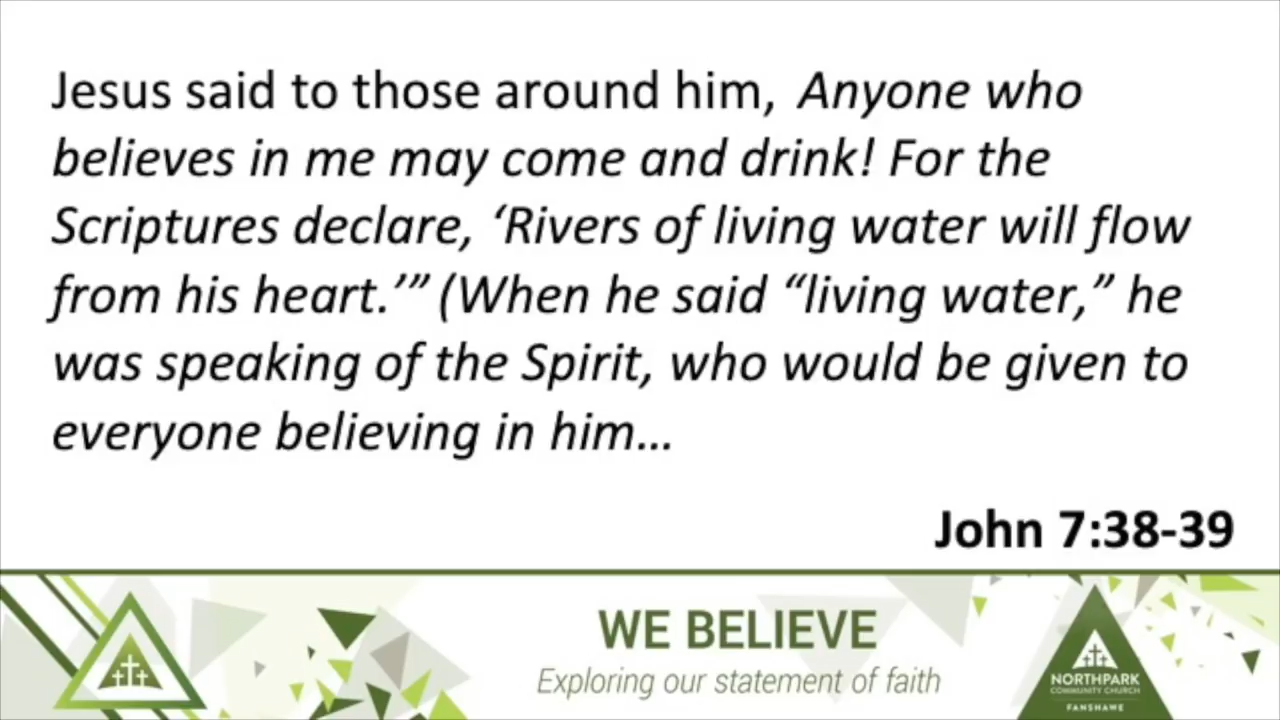 Jesus said to those around him, Anyone who
believes in me may come and drink! For the
Scriptures declare, ‘Rivers of living water will flow
from his heart.’” (When he said “living water,” he
was speaking of the Spirit, who would be given to
everyone believing in him…
John 7:38-39
WE BELIEVE
Exploring our statement of faith
NORTHPARK
COMMUNITY CHURCH
FANSHAWE